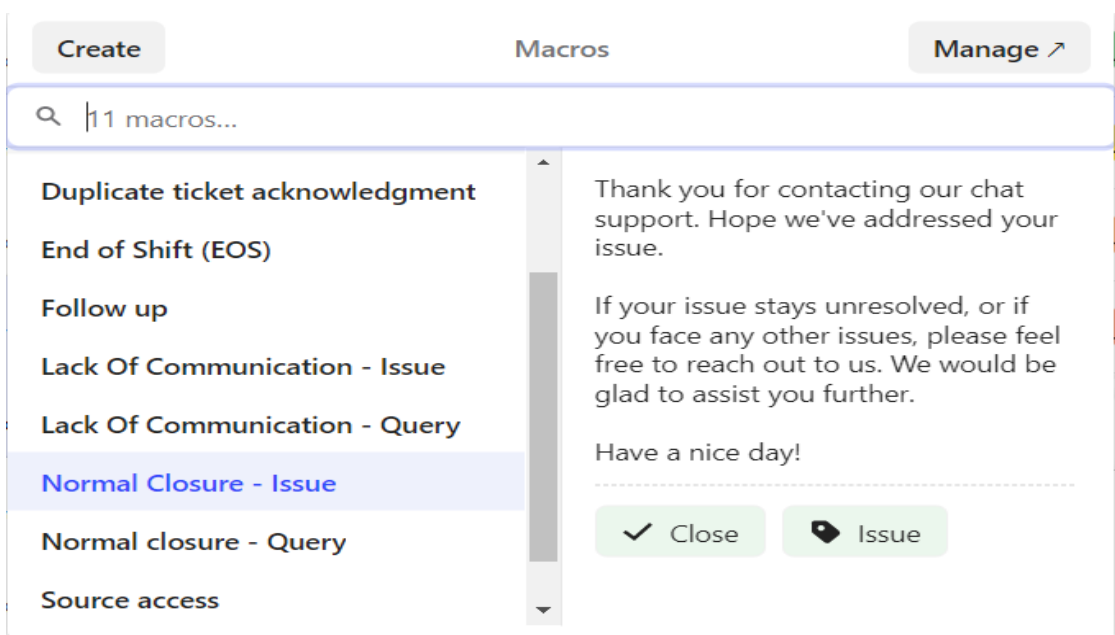 Create
Macros
Manage ↗
11 macros...
Duplicate ticket acknowledgment
End of Shift (EOS)
Follow up
Lack Of Communication - Issue
Lack Of Communication - Query
Normal Closure - Issue
Normal closure - Query
Source access
Thank you for contacting our chat
support. Hope we've addressed your
issue.
If your issue stays unresolved, or if
you face any other issues, please feel
free to reach out to us. We would be
glad to assist you further.
Have a nice day!
Close
Issue